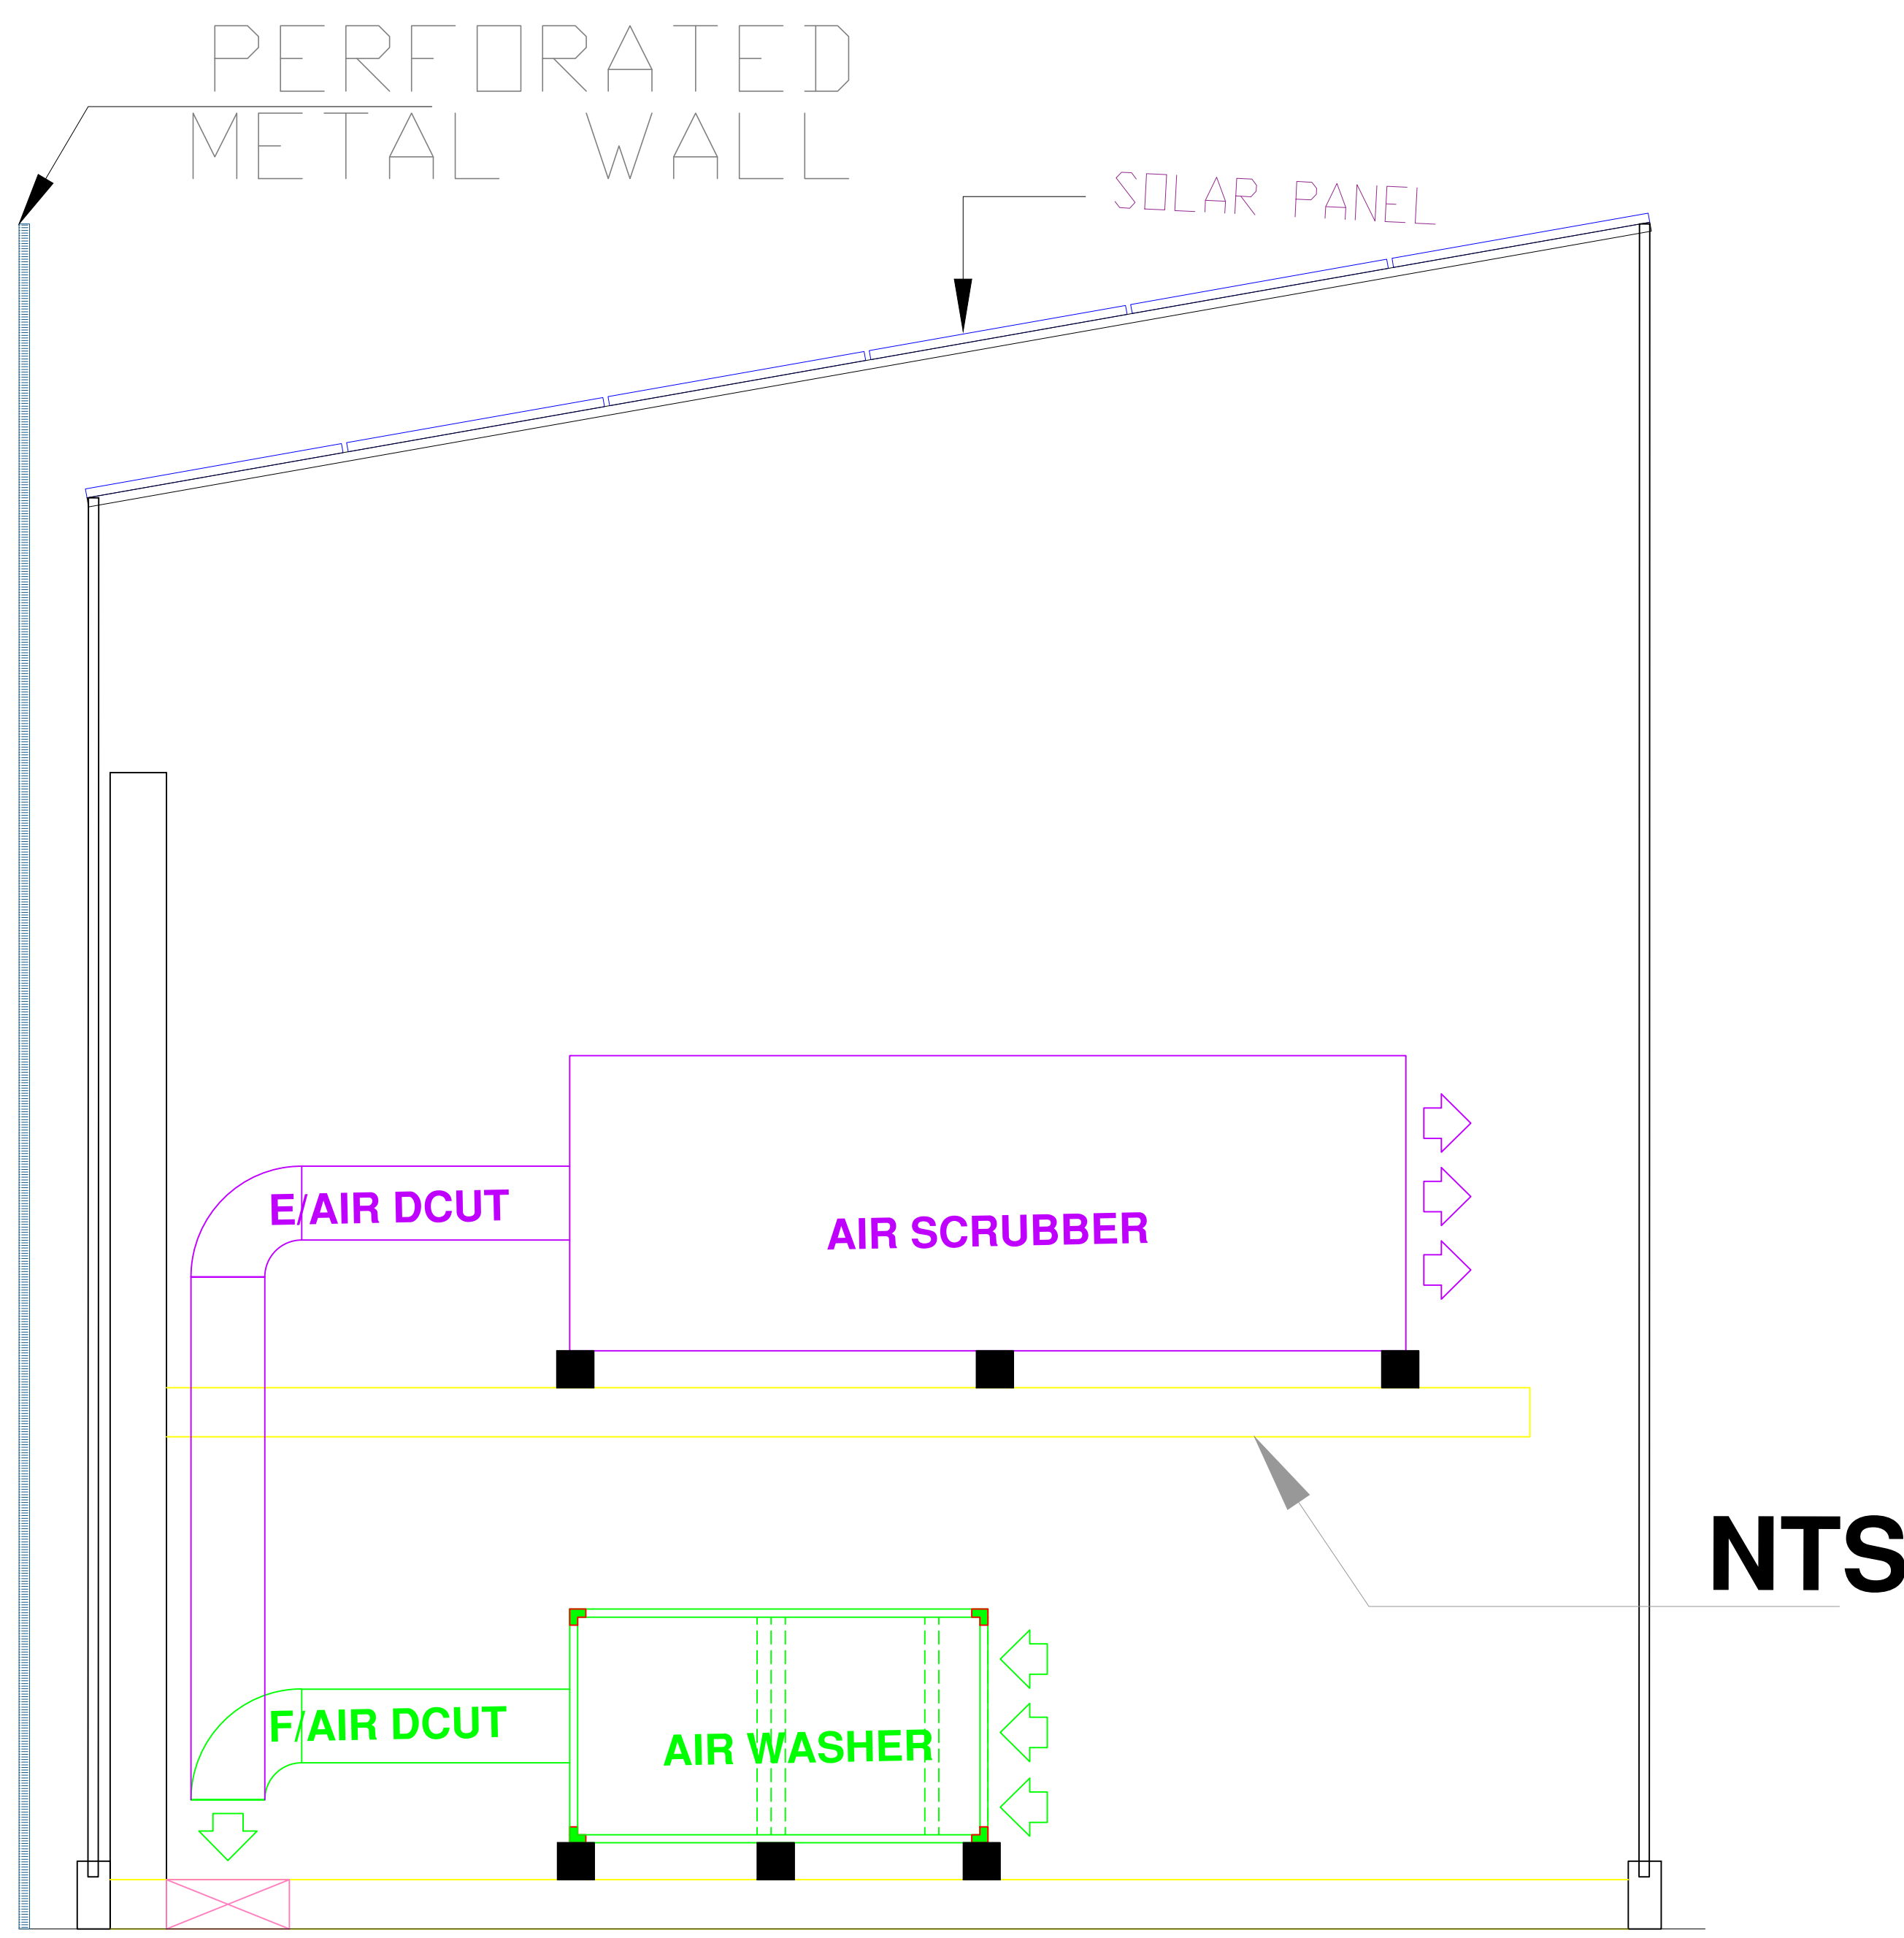 PERFORATED
METAL WALL
SOLAR PANEL
E/AIR DCUT
AIR SCRUBBER
NTS
F/AIR DCUT
AIR WASHER